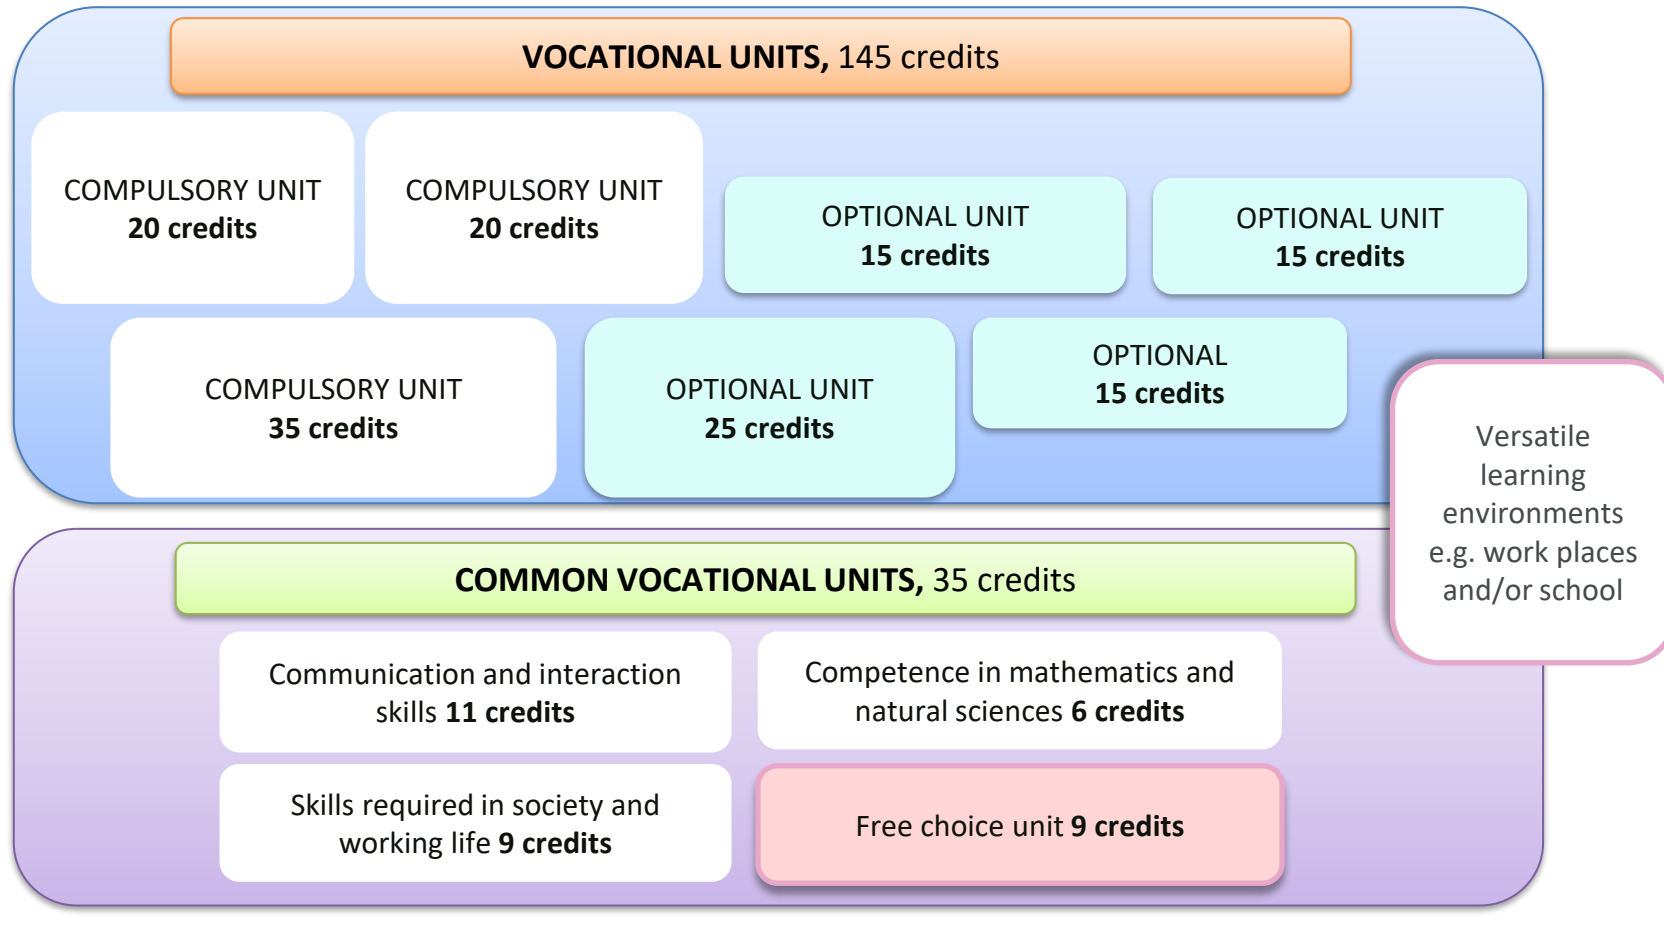 VOCATIONAL UNITS, 145 credits
COMPULSORY UNIT
20 credits
COMPULSORY UNIT
20 credits
OPTIONAL UNIT
15 credits
OPTIONAL UNIT
15 credits
COMPULSORY UNIT
35 credits
OPTIONAL UNIT
25 credits
OPTIONAL
15 credits
Versatile
learning
environments
e.g. work places
and/or school
COMMON VOCATIONAL UNITS, 35 credits
Communication and interaction
skills 11 credits
Competence in mathematics and
natural sciences 6 credits
Skills required in society and
working life 9 credits
Free choice unit 9 credits